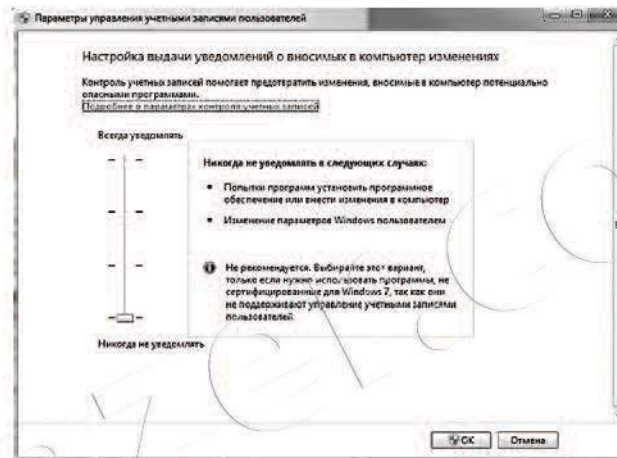 Параметры управления учетными записями пользователей
Настройка выдачи уведомлений о вносимых в компьютер изменениях
Контроль учетных записей помогает предотвратить изменения, вносимые в компьютер потенциально
опасными программами.
Подробнее о параметрах контроля учетных записей
Всегда уведомлять
Никогда не уведомлять в следующих случаях:
Попытки программ установить программное
обеспечение или внести изменения в компьютер
Изменение параметров Windows пользователем
Не рекомендуется. Выбирайте этот вариант,
только если нужно использовать программы, не
сертифицированные для Windows 7, так как они
не поддерживают управление учетными записями
пользователей.
Никогда не уведомлять
OK Отмена